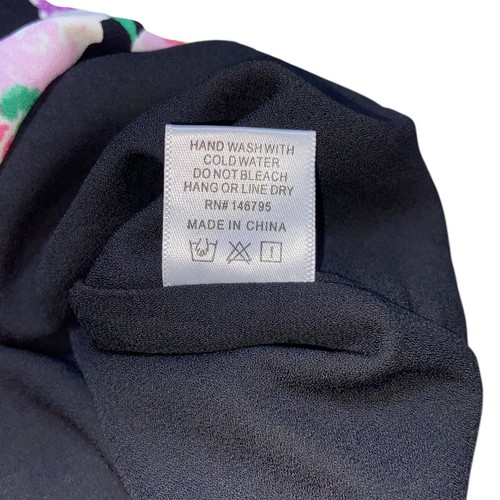 HAND WASH WITH
COLD WATER
DO NOT BLEACH
HANG OR LINE DRY
RN# 146795
MADE IN CHINA